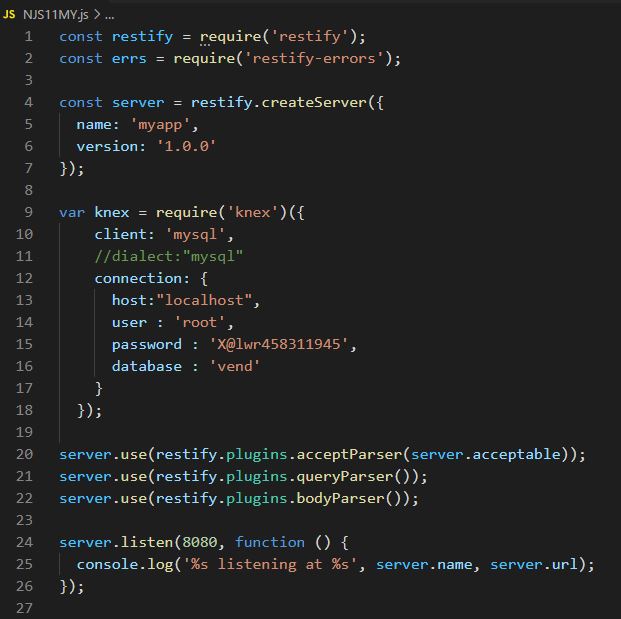 JS NJS11MY.js > ...
1 const restify = require('restify');
2 const errs = require('restify-errors');
3
4 const server = restify.createServer({
5   name: 'myapp',
6   version: '1.0.0'
7 });
8
9 var knex = require('knex')({
10     client: 'mysql',
11     //dialect:"mysql"
12     connection: {
13       host:"localhost",
14       user : 'root',
15       password : 'X@lwr458311945',
16       database : 'vend'
17     }
18   });
19
20 server.use(restify.plugins.acceptParser(server.acceptable));
21 server.use(restify.plugins.queryParser());
22 server.use(restify.plugins.bodyParser());
23
24 server.listen(8080, function () {
25   console.log('%s listening at %s', server.name, server.url);
26 });
27